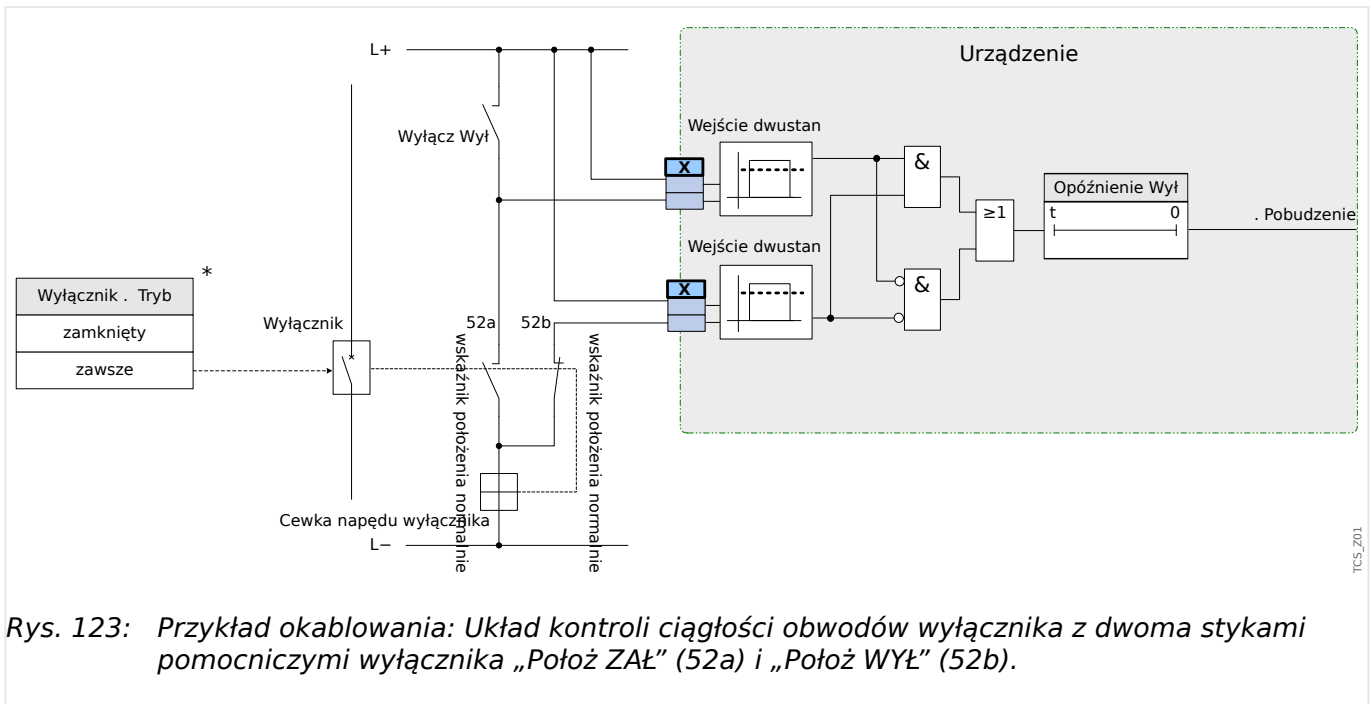 L+
Urządzenie
Wyłącz Wył
Wejście dwustan
X
&
Opóźnienie Wył
t 0
≥1
. Pobudzenie
Wejście dwustan
X
&
*
Wyłącznik . Tryb
zamknięty
zawsze
Wyłącznik
52a
52b
wskaźnik położenia normalnie
wskaźnik położenia normalnie
Cewka napędu wyłącznika
L−
TCS_Z01
Rys. 123: Przykład okablowania: Układ kontroli ciągłości obwodów wyłącznika z dwoma stykami
pomocniczymi wyłącznika „Położ ZAŁ” (52a) i „Położ WYŁ” (52b).